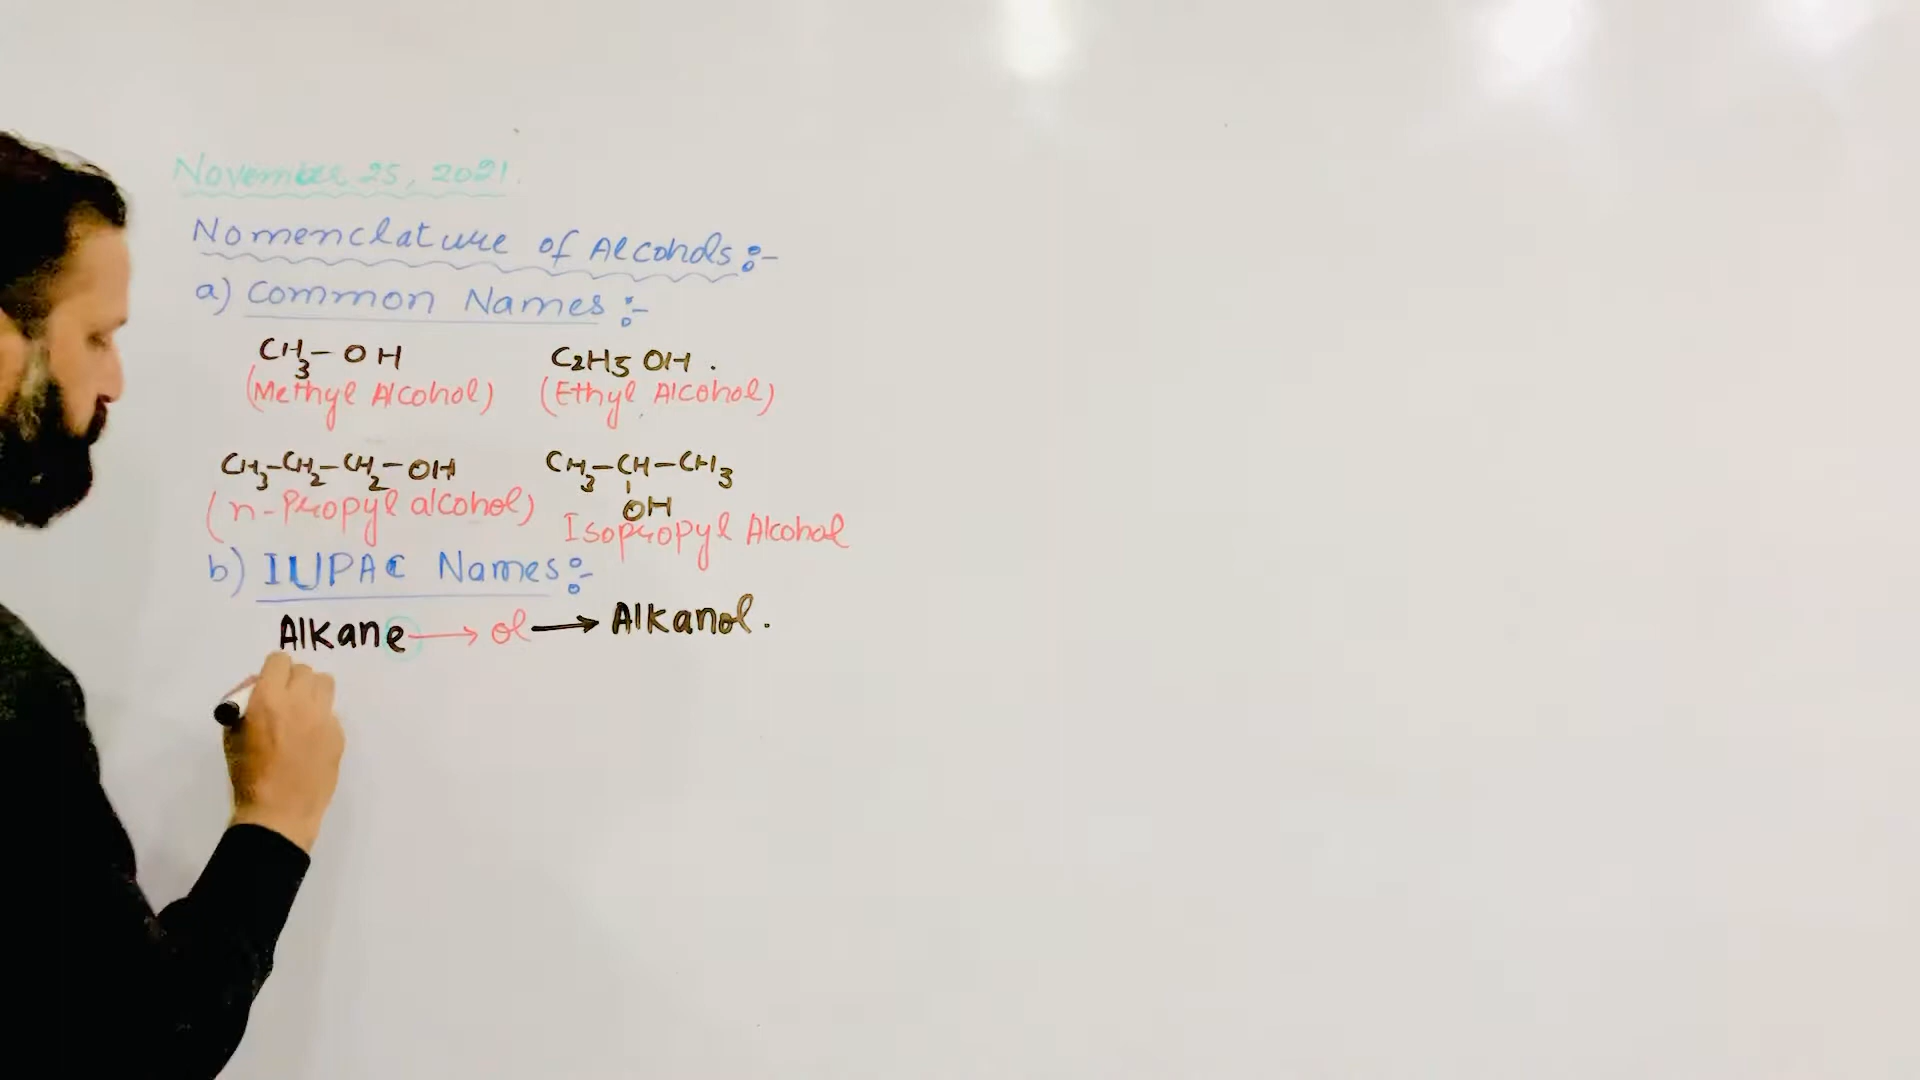 November 25, 2021.
Nomenclature of Alcohols:-
a) Common Names:-
CH3-OH C2H5OH.
(Methyl Alcohol) (Ethyl Alcohol)
CH3-CH2-CH2-OH CH3-CH-CH3
OH
(n-Propyl alcohol) Isopropyl Alcohol
b) IUPAC Names:-
Alkane → ol → Alkanol.